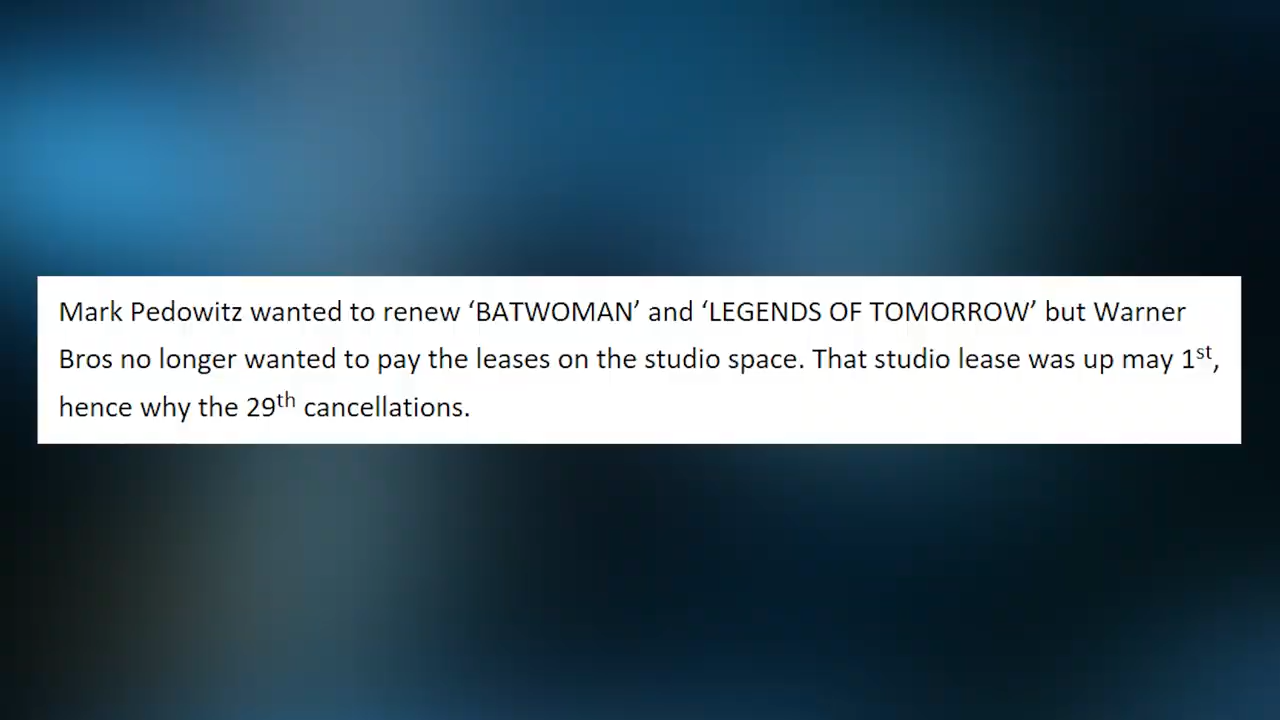 Mark Pedowitz wanted to renew ‘BATWOMAN’ and ‘LEGENDS OF TOMORROW’ but Warner
Bros no longer wanted to pay the leases on the studio space. That studio lease was up may 1st,
hence why the 29th cancellations.